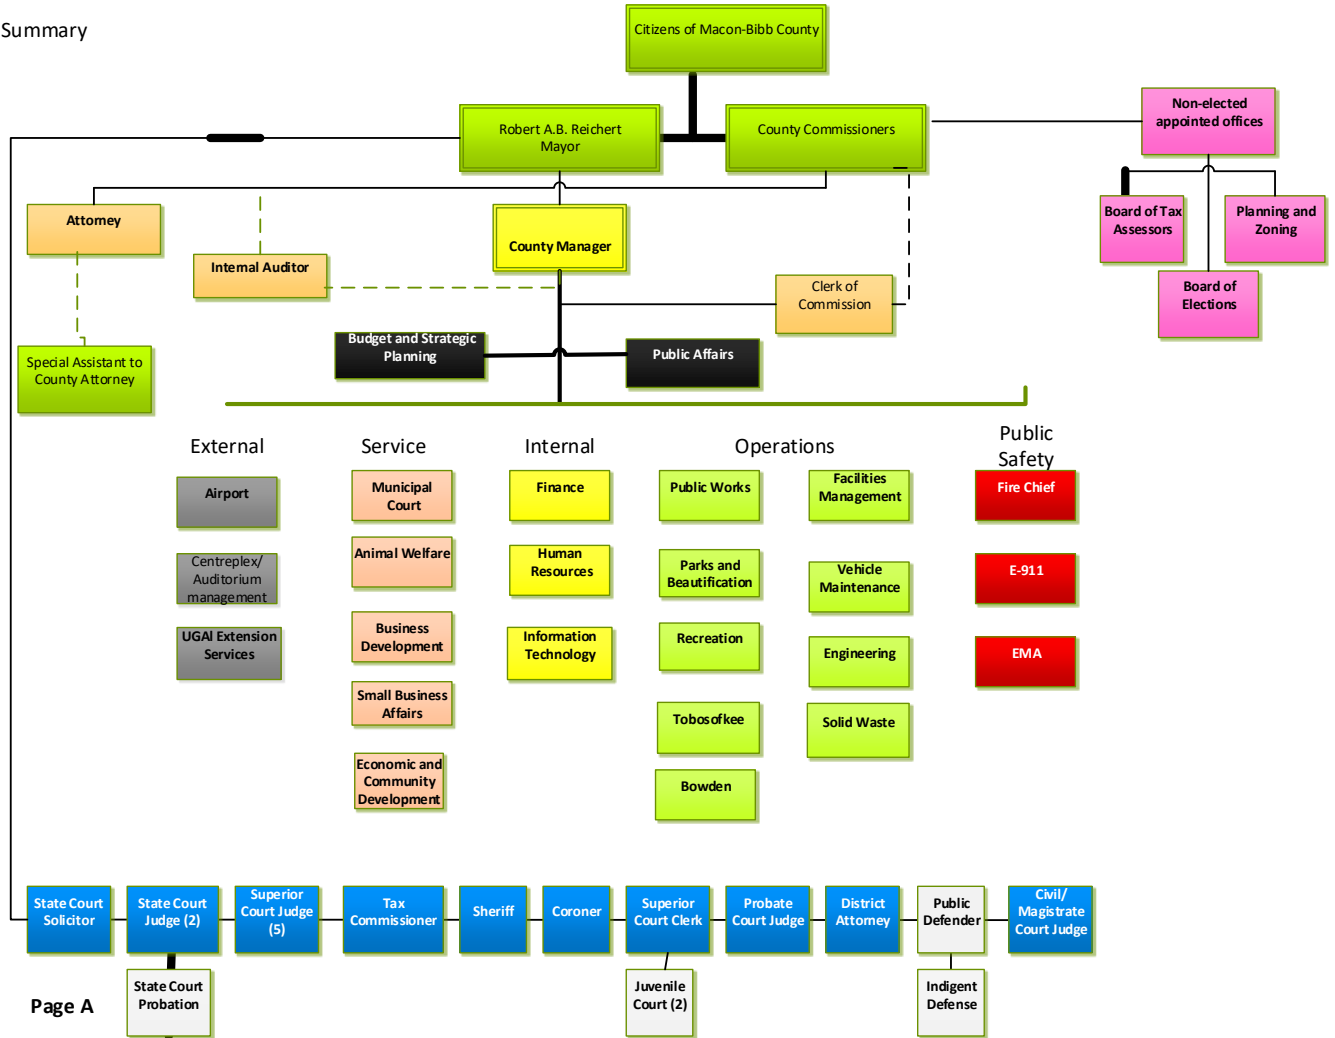 Summary
Citizens of Macon-Bibb County
Robert A.B. Reichert
Mayor
County Commissioners
Non-elected
appointed offices
Attorney
Internal Auditor
County Manager
Clerk of
Commission
Board of Tax
Assessors
Planning and
Zoning
Board of
Elections
Special Assistant to
County Attorney
Budget and Strategic
Planning
Public Affairs
External
Service
Internal
Operations
Public
Safety
Airport
Centreplex/
Auditorium
management
UGAl Extension
Services
Municipal
Court
Animal Welfare
Business
Development
Small Business
Affairs
Economic and
Community
Development
Finance
Human
Resources
Information
Technology
Public Works
Parks and
Beautification
Recreation
Tobosofkee
Bowden
Facilities
Management
Vehicle
Maintenance
Engineering
Solid Waste
Fire Chief
E-911
EMA
State Court
Solicitor
State Court
Judge (2)
Superior
Court Judge
(5)
Tax
Commissioner
Sheriff
Coroner
Superior
Court Clerk
Probate
Court Judge
District
Attorney
Public
Defender
Civil/
Magistrate
Court Judge
State Court
Probation
Juvenile
Court (2)
Indigent
Defense
Page A